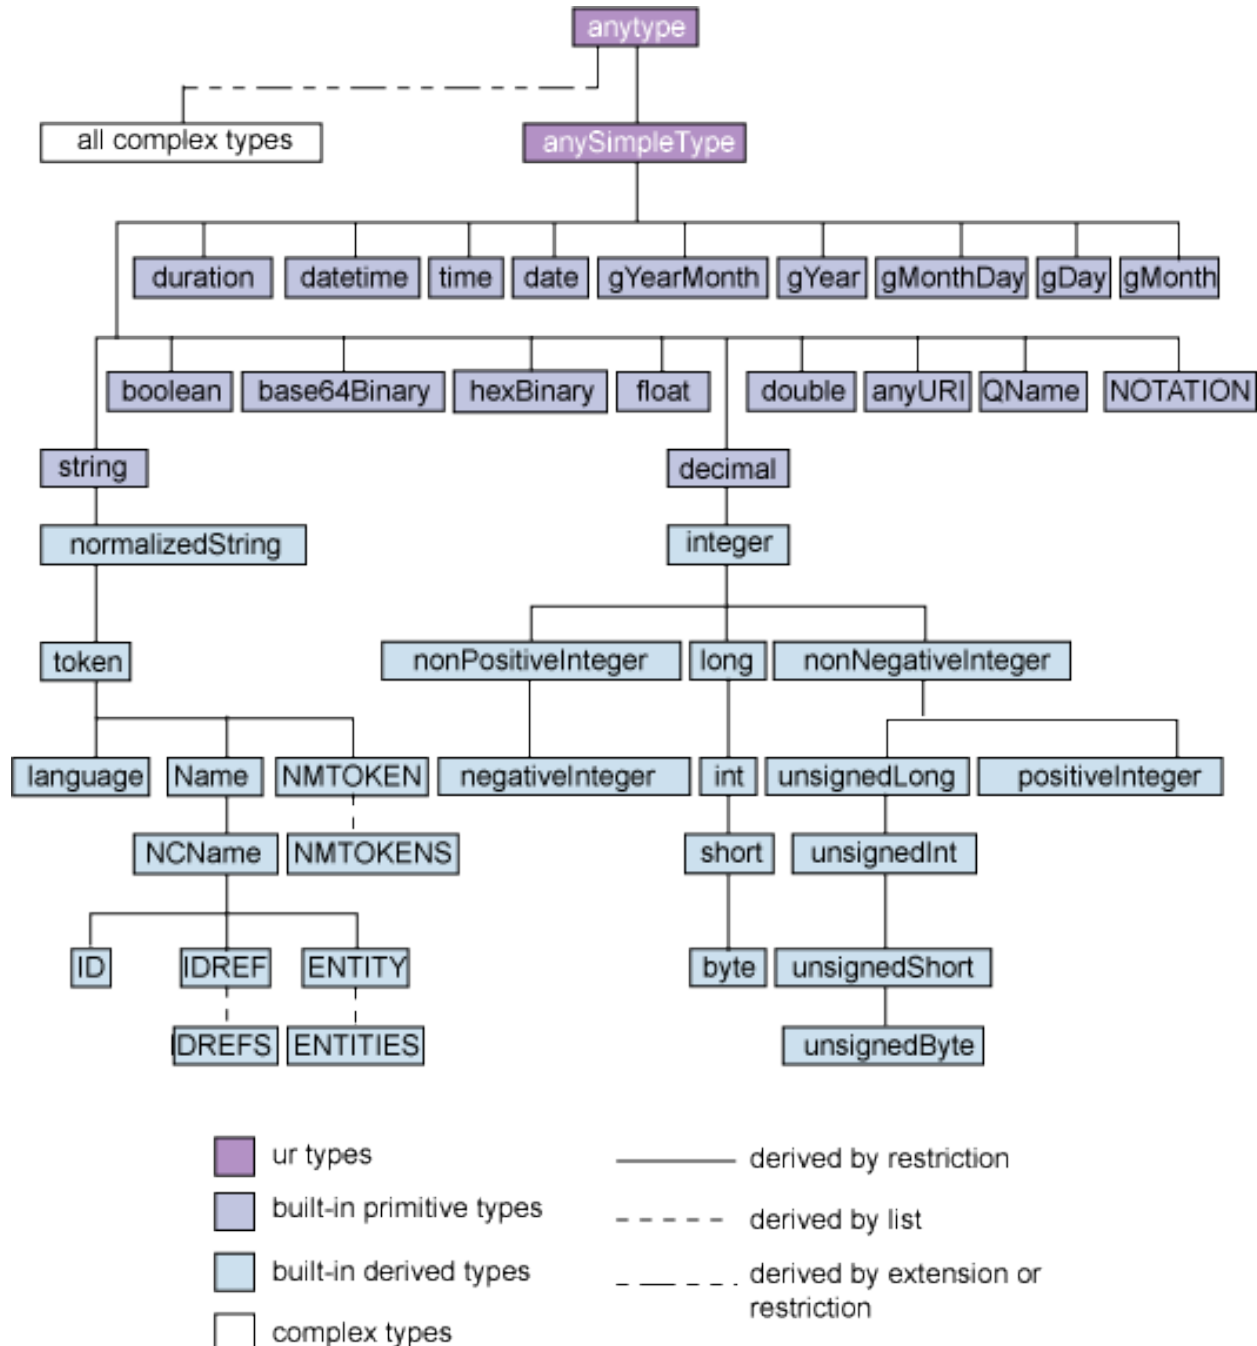 anytype
all complex types
anySimpleType
duration
datetime
time
date
gYearMonth
gYear
gMonthDay
gDay
gMonth
boolean
base64Binary
hexBinary
float
double
anyURI
QName
NOTATION
string
decimal
normalizedString
integer
token
nonPositiveInteger
long
nonNegativeInteger
language
Name
NMTOKEN
negativeInteger
int
unsignedLong
positiveInteger
NCName
NMTOKENS
short
unsignedInt
ID
IDREF
ENTITY
byte
unsignedShort
IDREFS
ENTITIES
unsignedByte
ur types
built-in primitive types
built-in derived types
complex types
derived by restriction
derived by list
derived by extension or
restriction